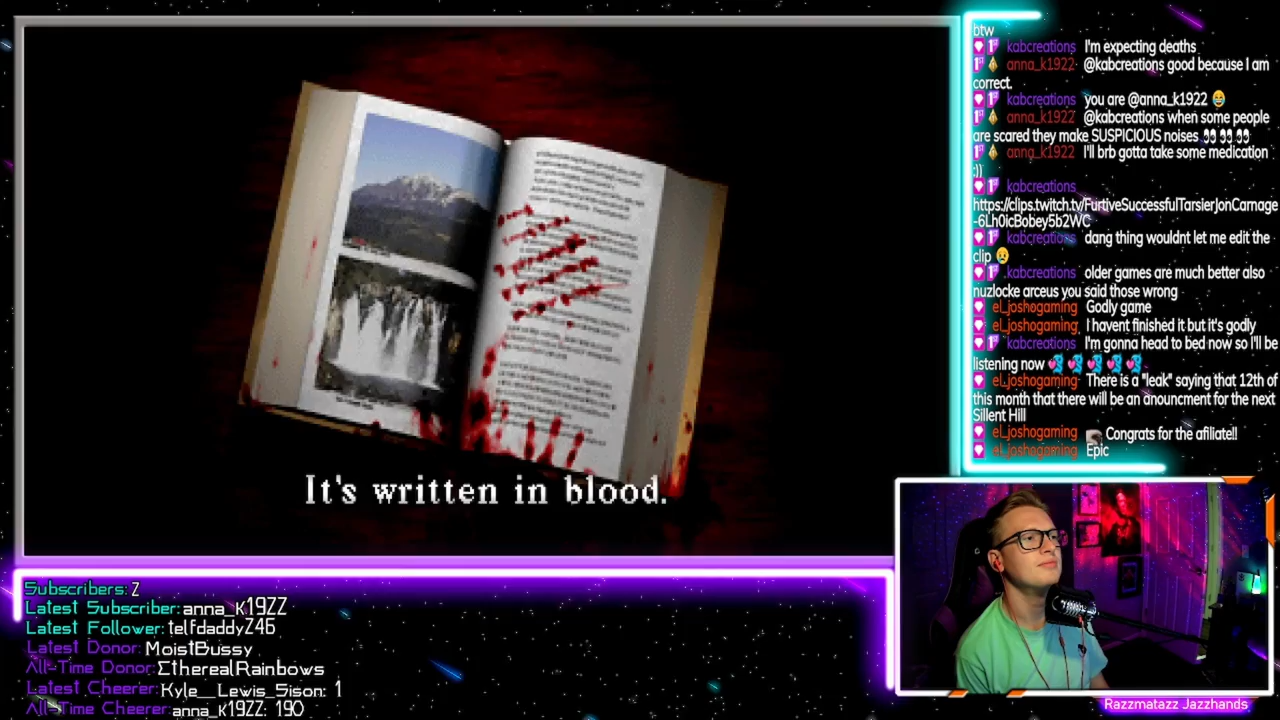 It's written in blood.
btw
kabcreations I'm expecting deaths
anna_k1922 @kabcreations good because I am
correct.
kabcreations you are @anna_k1922 😂
anna_k1922 @kabcreations when some people
are scared they make SUSPICIOUS noises 👀👀👀
anna_k1922 I'll brb gotta take some medication
:))
kabcreations
https://clips.twitch.tv/FurtiveSuccessfulTarsierJonCarnage
-6Lh0icBobey5b2WC
kabcreations dang thing wouldnt let me edit the
clip 😢
kabcreations older games are much better also
nuzlocke arceus you said those wrong
el_joshogaming Godly game
el_joshogaming I havent finished it but it's godly
kabcreations I'm gonna head to bed now so I'll be
listening now
el_joshogaming There is a "leak" saying that 12th of
this month that there will be an anouncment for the next
Sillent Hill
el_joshogaming Congrats for the afiliate!!
el_joshogaming Epic
Subscribers: 2
Latest Subscriber: anna_k1922
Latest Follower: telfdaddy246
Latest Donor: MoistBussy
All-Time Donor: EtherealRainbows
Latest Cheerer: Kyle_Lewis_Sison: 1
All-Time Cheerer: anna_k1922: 190
Razzmatazz Jazzhands